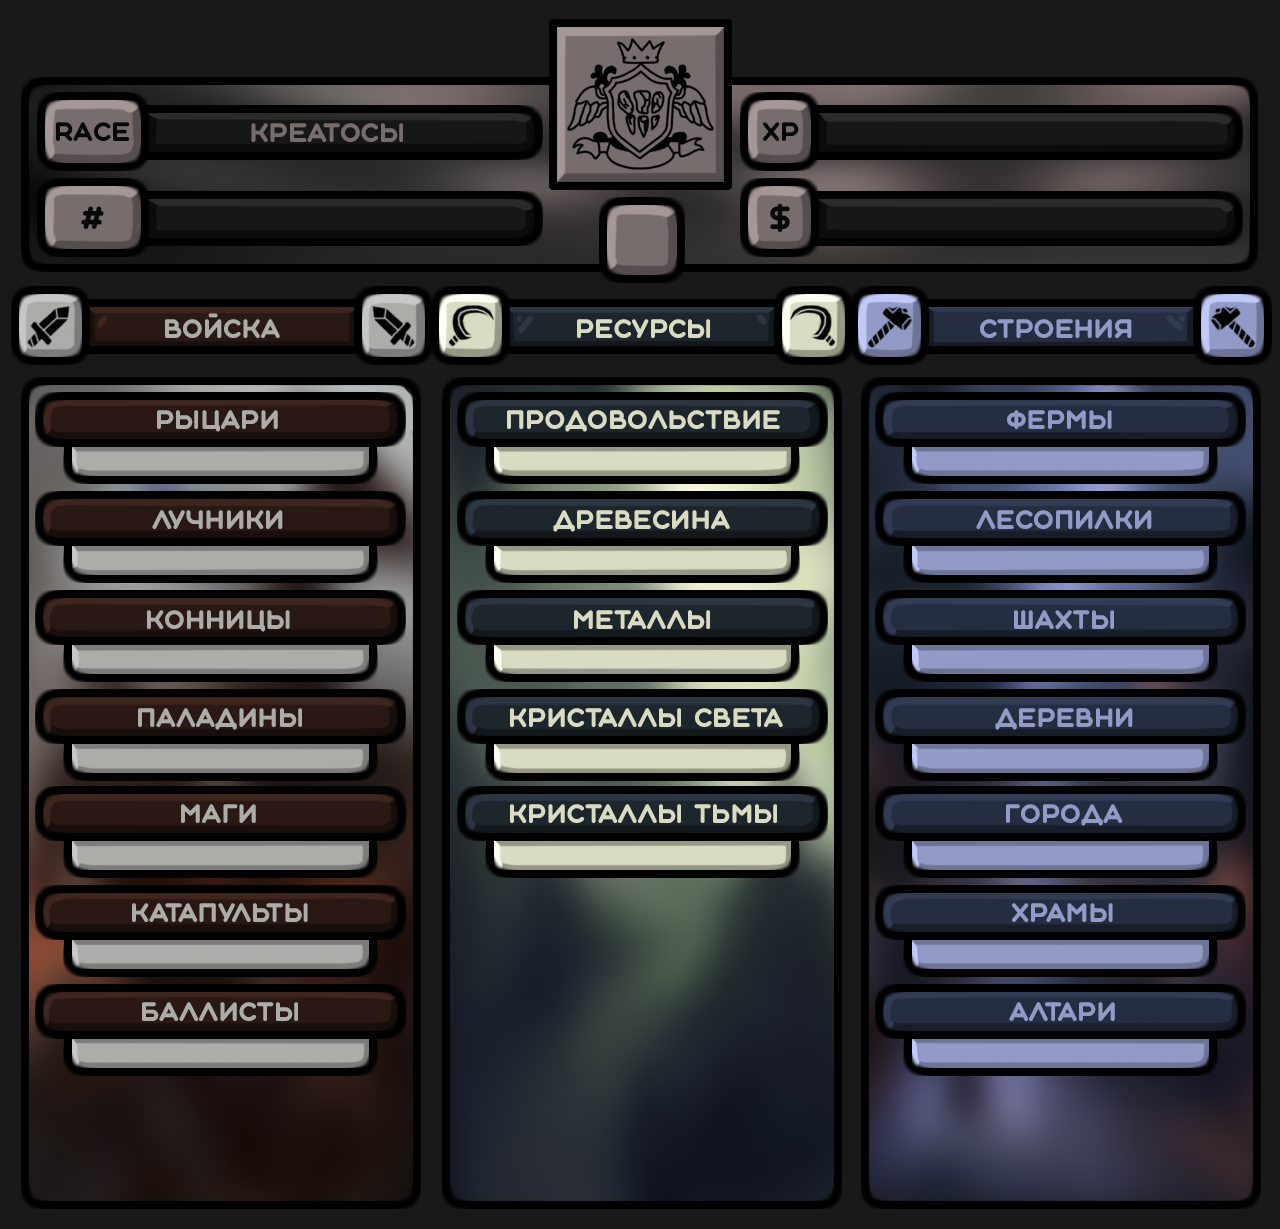 RACE КРЕАТОСЫ XP
# $
ВОЙСКА РЕСУРСЫ СТРОЕНИЯ
РЫЦАРИ ПРОДОВОЛЬСТВИЕ ФЕРМЫ
ЛУЧНИКИ ДРЕВЕСИНА ЛЕСОПИЛКИ
КОННИЦЫ МЕТАЛЛЫ ШАХТЫ
ПАЛАДИНЫ КРИСТАЛЛЫ СВЕТА ДЕРЕВНИ
МАГИ КРИСТАЛЛЫ ТЬМЫ ГОРОДА
КАТАПУЛЬТЫ ХРАМЫ
БАЛЛИСТЫ АЛТАРИ